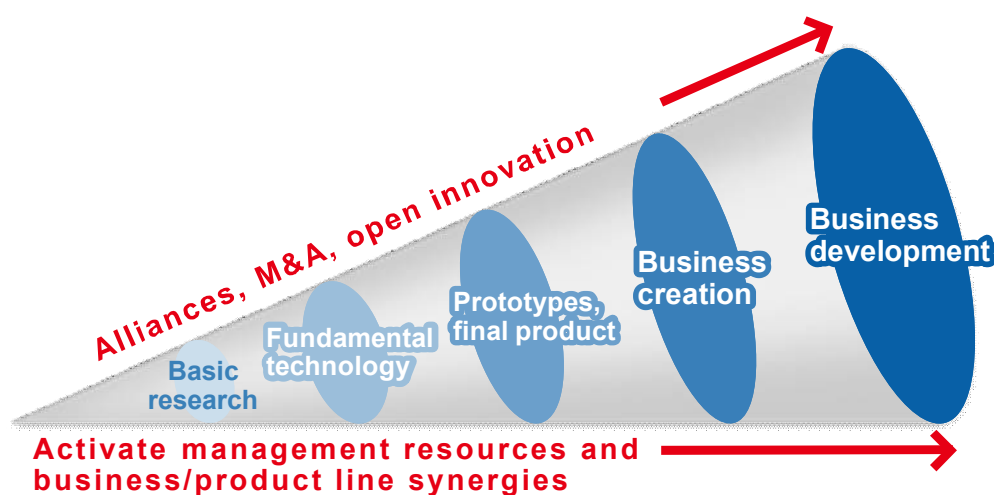 Alliances, M&A, open innovation
Basic
research
Fundamental
technology
Prototypes,
final product
Business
creation
Business
development
Activate management resources and
business/product line synergies